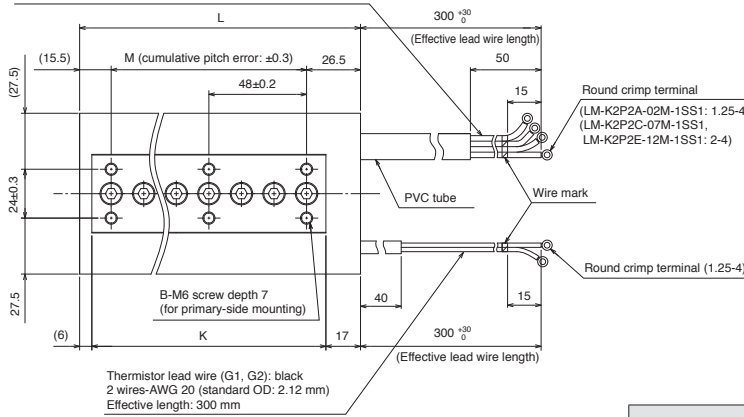 L
300 +30 0
(Effective lead wire length)
(15.5)
M (cumulative pitch error: ±0.3)
26.5
50
(27.5)
48±0.2
15
Round crimp terminal
(LM-K2P2A-02M-1SS1: 1.25-4
(LM-K2P2C-07M-1SS1,
LM-K2P2E-12M-1SS1: 2-4)
24±0.3
PVC tube
Wire mark
Round crimp terminal (1.25-4)
27.5
B-M6 screw depth 7
(for primary-side mounting)
40
15
(6)
K
17
300 +30 0
(Effective lead wire length)
Thermistor lead wire (G1, G2): black
2 wires-AWG 20 (standard OD: 2.12 mm)
Effective length: 300 mm